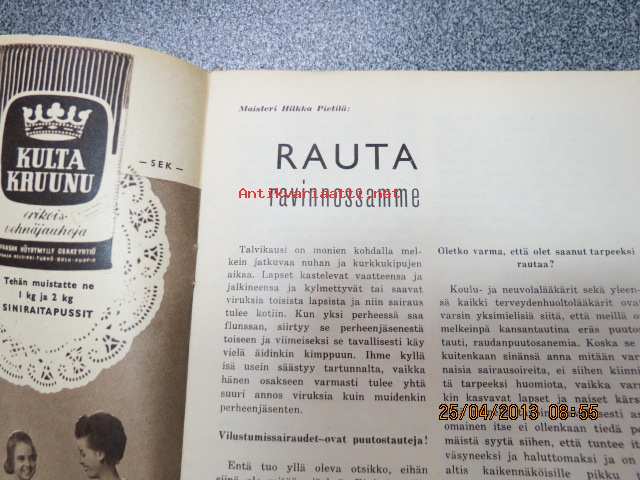 KULTA
KRUUNU
erikois-
vehnäjauhoja
— SEK —
Tehän muistatte ne
1 kg ja 2 kg
SINIRAITAPUSSIT
Maisteri Hilkka Pietilä:
RAUTA
ravinnossamme
Antikvariaatti.net
Talvikausi on monien kohdalla mel-
kein jatkuvaa nuhan ja kurkkukipujen
aikaa. Lapset kastelevat vaatteensa ja
jalkineensa ja kylmettyvät tai saavat
viruksia toisista lapsista ja niin sairaus
tulee kotiin. Kun yksi perheessä saa
flunssan, siirtyy se perheenjäsenestä
toiseen ja viimeiseksi se tavallisesti käy
vielä äidinkin kimppuun. Ihme kyllä
isä usein säästyy tartunnalta, vaikka
hänen osakseen varmasti tulee yhtä
suuri annos viruksia kuin muidenkin
perheenjäsenten.
Vilustumissairaudet—ovat puutostauteja!
Entä tuo yllä oleva otsikko, eihän
Oletko varma, että olet saanut tarpeeksi
rautaa?
Koulu- ja neuvolalääkärit sekä yleen-
sä kaikki terveydenhuoltolääkärit ovat
varsin yksimielisiä siitä, että meillä on
melkeinpä kansantautina eräs puutos-
tauti, raudanpuutosanemia. Koska se
kuitenkaan sinänsä anna mitään var
naisia sairausoireita, ei siihen kiinni
tä tarpeeksi huomiota, vaikka varm
kin kasvavat lapset ja naiset kärs
sesti p
omainen itse ei ollenkaan tiedä po
mäistä syytä siihen, että tuntee it
väsyneeksi ja haluttomaksi ja on
altis kaikennäköisille pikku t
25/04/2013 08:55